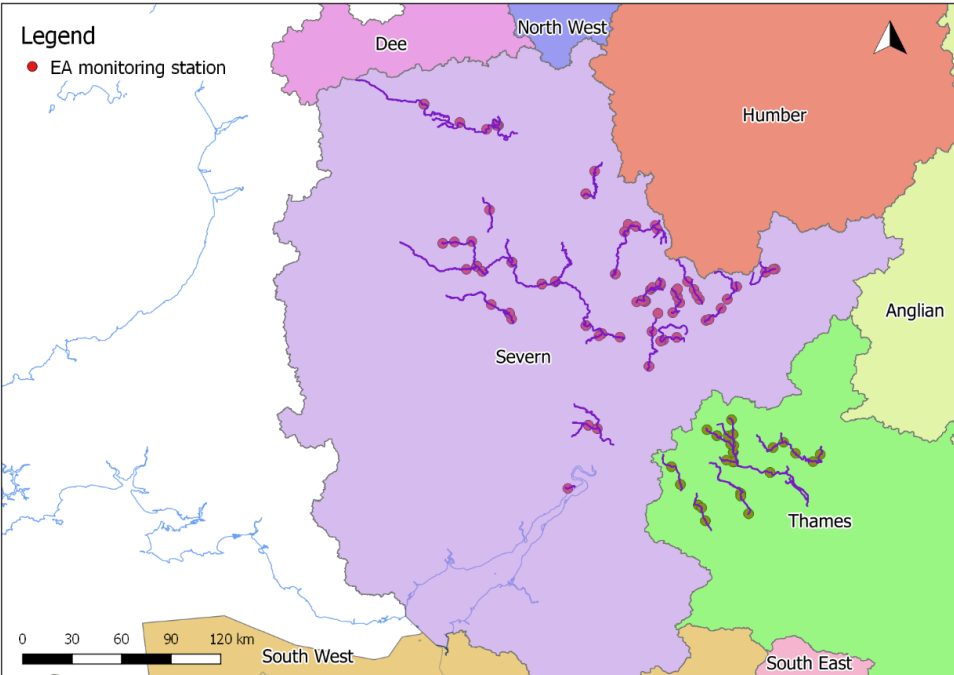 Legend
EA monitoring station
Dee
North West
Humber
Anglian
Severn
Thames
0 30 60 90 120 km
South West
South East